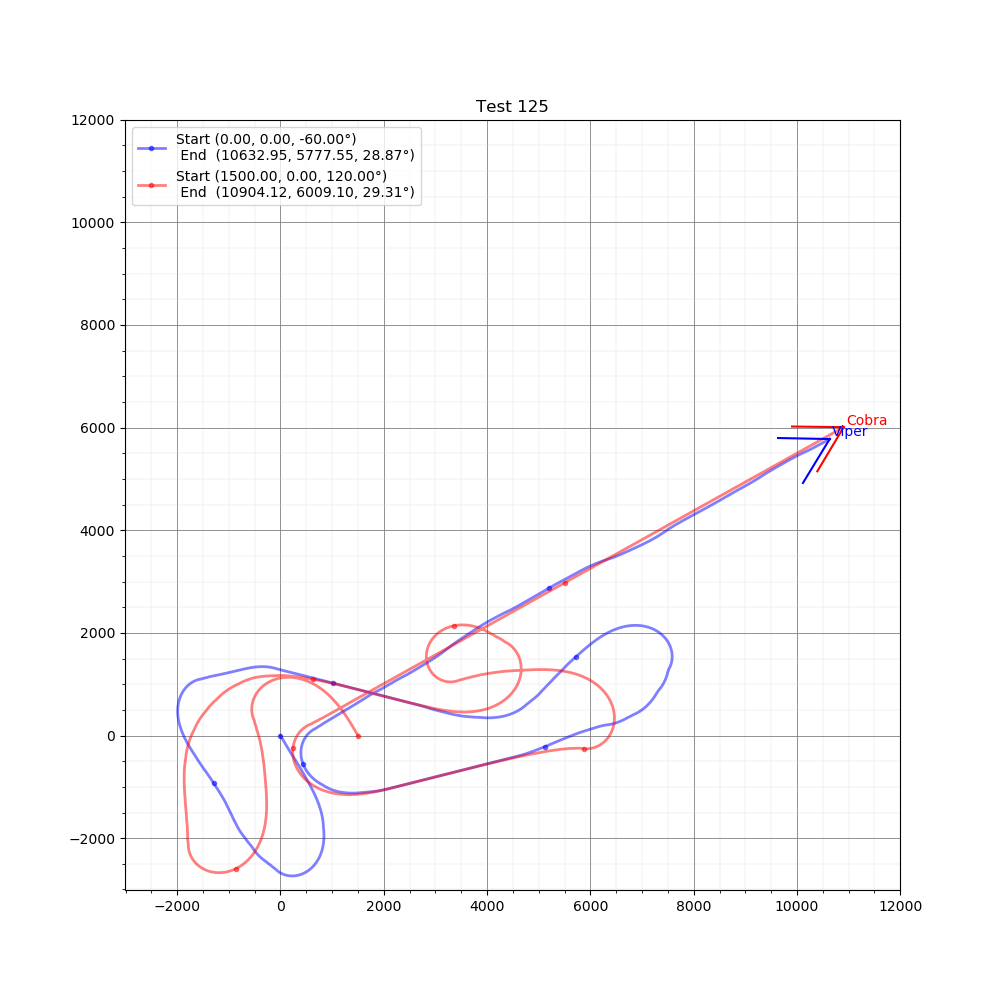 Test 125
Start (0.00, 0.00, -60.00°)
End (10632.95, 5777.55, 28.87°)
Start (1500.00, 0.00, 120.00°)
End (10904.12, 6009.10, 29.31°)
12000
10000
8000
6000
4000
2000
0
−2000
Cobra
Viper
−2000 0 2000 4000 6000 8000 10000 12000